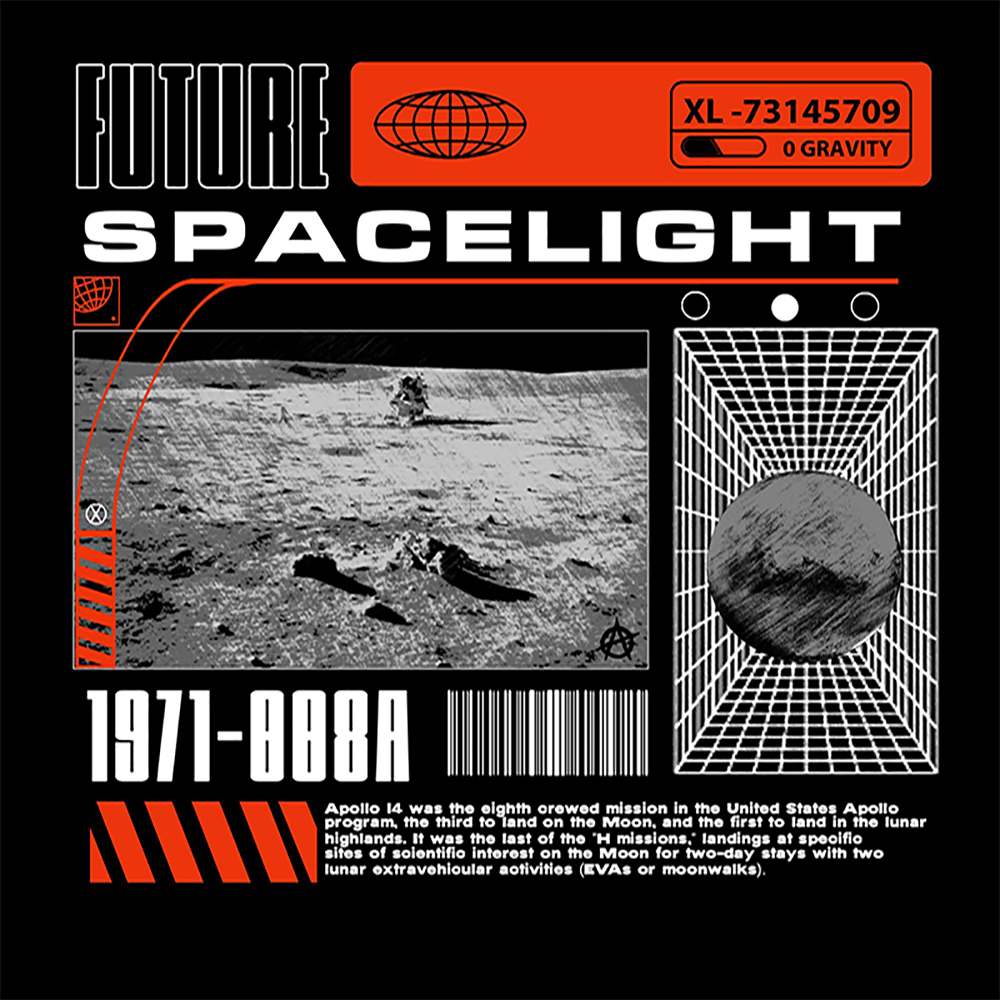 FUTURE
XL -73145709
0 GRAVITY
SPACELIGHT
X
A
1971-008A
Apollo 14 was the eighth crewed mission in the United States Apollo
program, the third to land on the Moon, and the first to land in the lunar
highlands. It was the last of the "H missions," landings at specific
sites of scientific interest on the Moon for two-day stays with two
lunar extravehicular activities (EVAs or moonwalks).